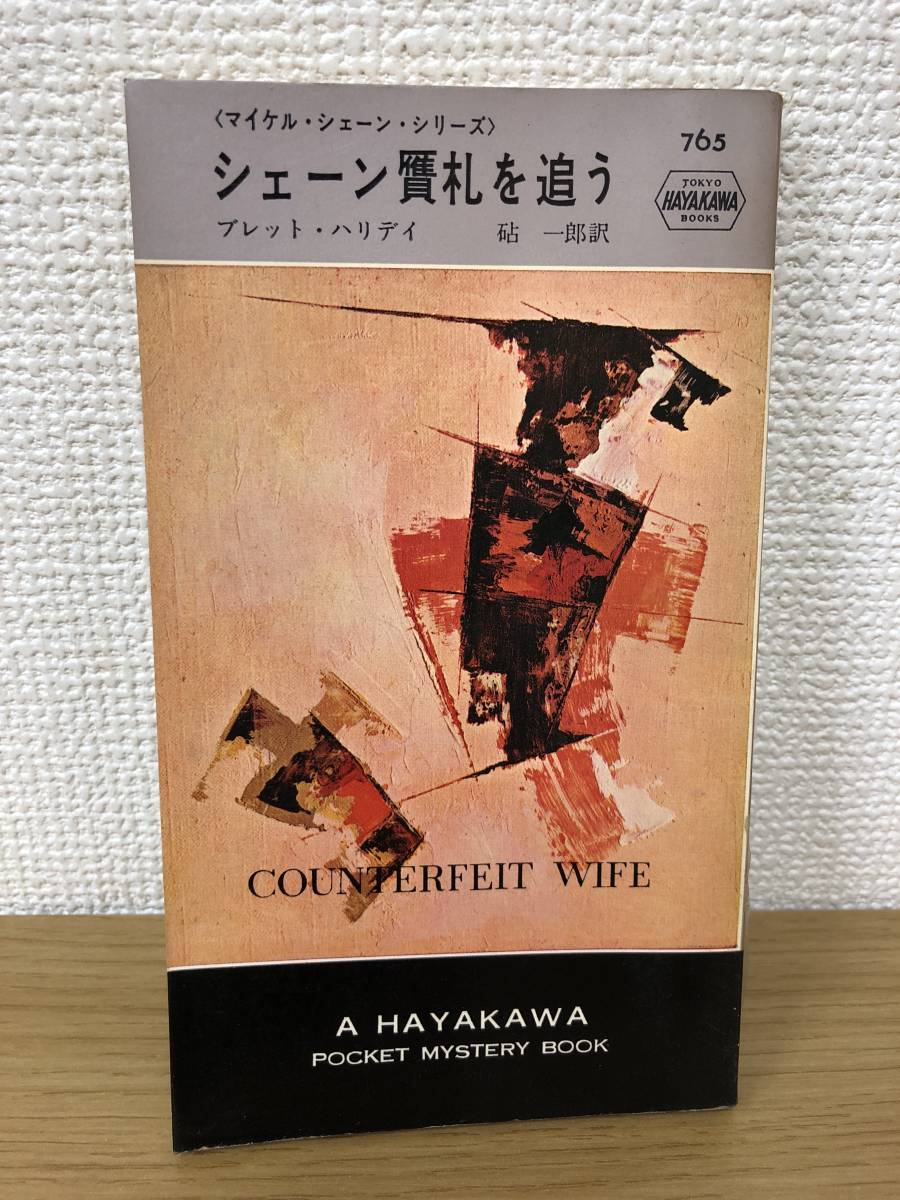 〈マイケル・シェーン・シリーズ〉
シェーン贋札を追う
ブレット・ハリデイ 砧 一郎訳
765
TOKYO
HAYAKAWA
BOOKS
COUNTERFEIT WIFE
A HAYAKAWA
POCKET MYSTERY BOOK